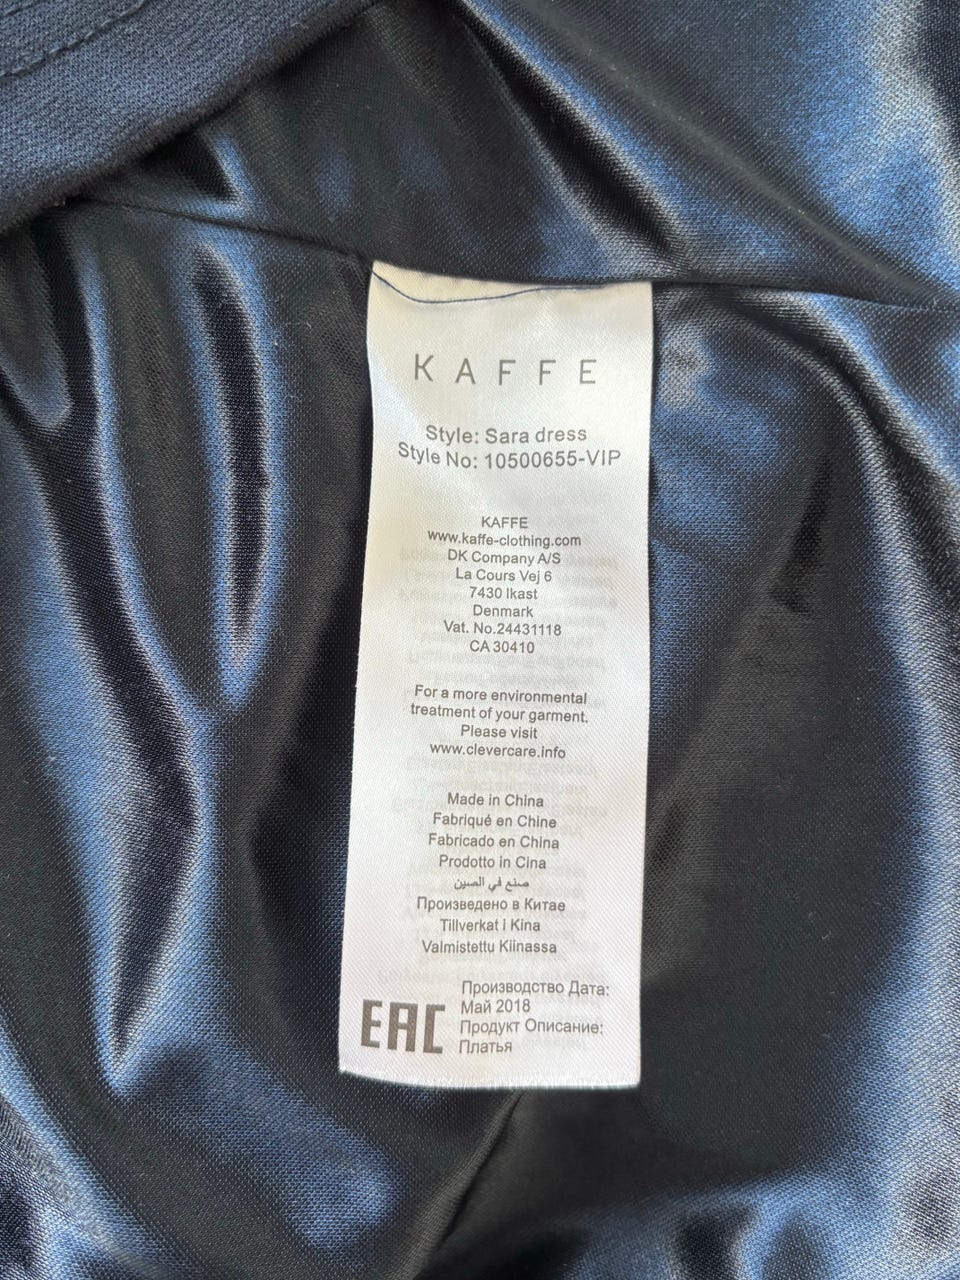 KAFFE
Style: Sara dress
Style No: 10500655-VIP
KAFFE
www.kaffe-clothing.com
DK Company A/S
La Cours Vej 6
7430 Ikast
Denmark
Vat. No.24431118
CA 30410
For a more environmental
treatment of your garment.
Please visit
www.clevercare.info
Made in China
Fabriqué en Chine
Fabricado en China
Prodotto in Cina
صنع في الصين
Произведено в Китае
Tillverkat i Kina
Valmistettu Kiinassa
EAC
Производство Дата:
Май 2018
Продукт Описание:
Платья